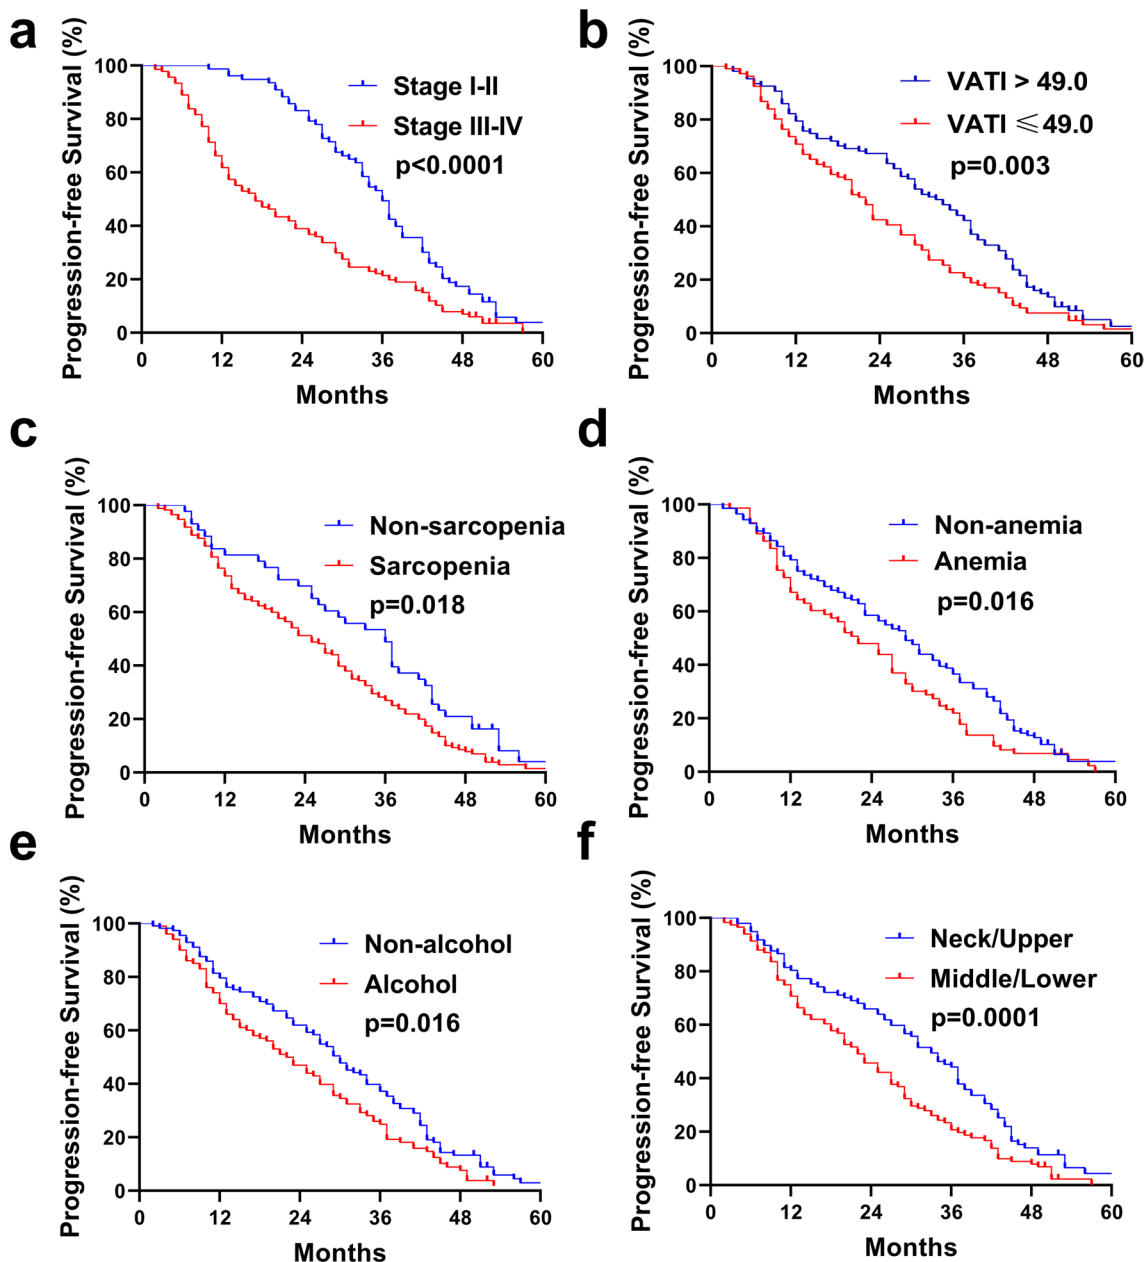 a
Progression-free Survival (%)
100
80
60
40
20
0
0 12 24 36 48 60
Months
Stage I-II
Stage III-IV
p<0.0001
b
Progression-free Survival (%)
100
80
60
40
20
0
0 12 24 36 48 60
Months
VATI > 49.0
VATI ≤49.0
p=0.003
c
Progression-free Survival (%)
100
80
60
40
20
0
0 12 24 36 48 60
Months
Non-sarcopenia
Sarcopenia
p=0.018
d
Progression-free Survival (%)
100
80
60
40
20
0
0 12 24 36 48 60
Months
Non-anemia
Anemia
p=0.016
e
Progression-free Survival (%)
100
80
60
40
20
0
0 12 24 36 48 60
Months
Non-alcohol
Alcohol
p=0.016
f
Progression-free Survival (%)
100
80
60
40
20
0
0 12 24 36 48 60
Months
Neck/Upper
Middle/Lower
p=0.0001